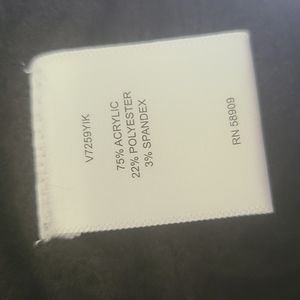 V7259YIK
75% ACRYLIC
22% POLYESTER
3% SPANDEX
RN 58909